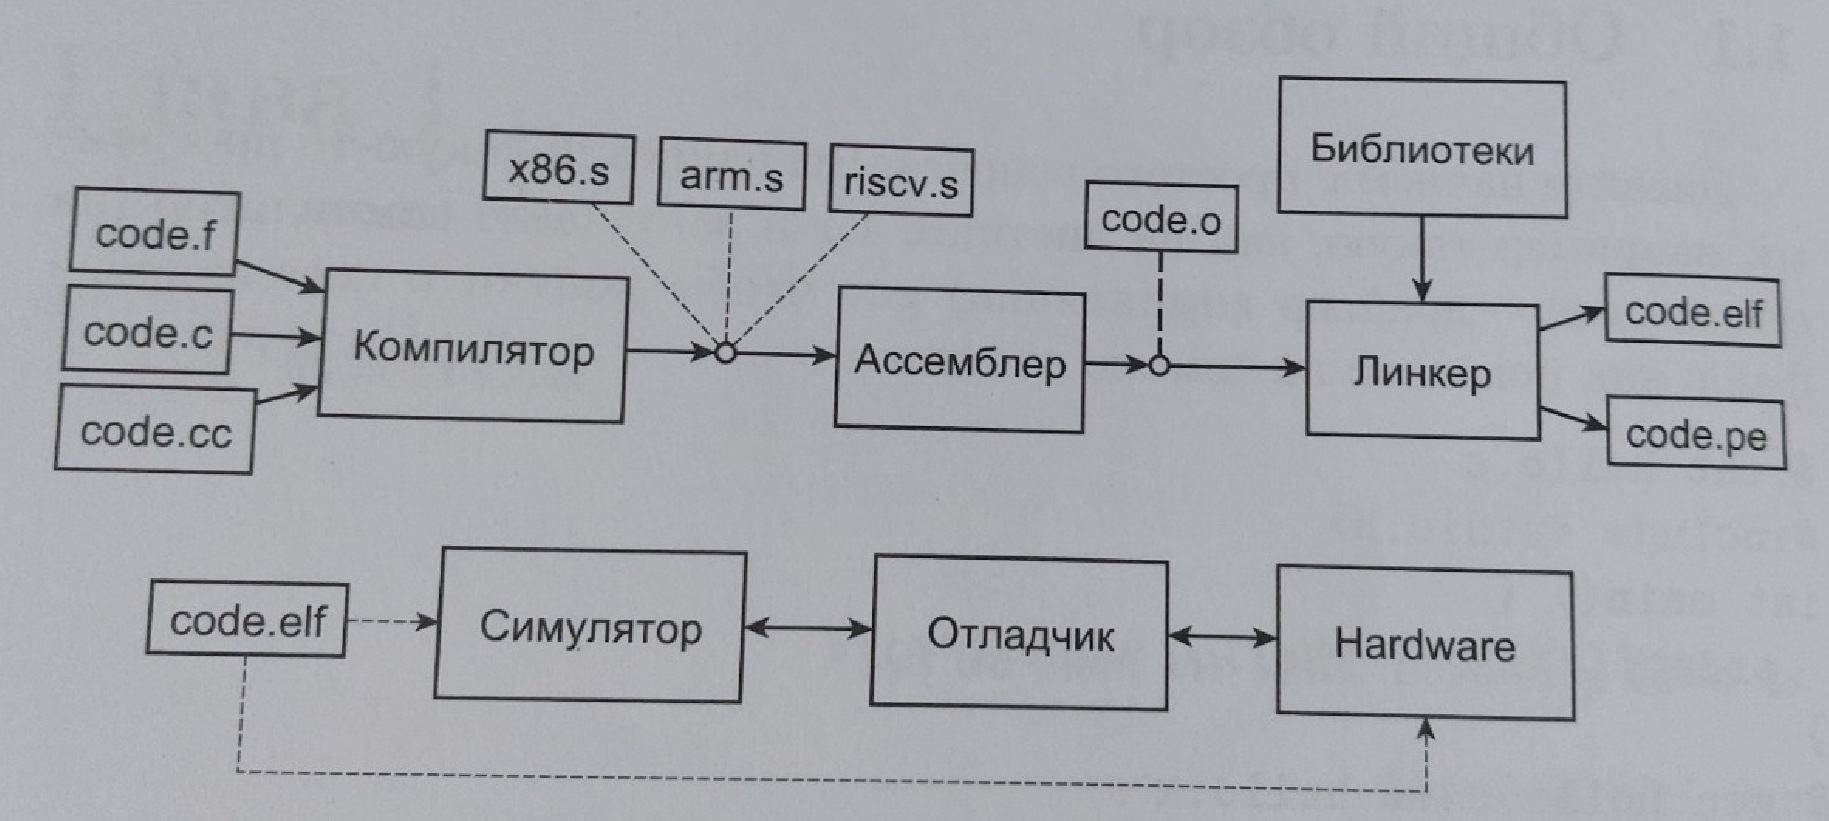 x86.s
arm.s
riscv.s
code.o
Библиотеки
code.f
code.c
code.cc
Компилятор
Ассемблер
Линкер
code.elf
code.pe
code.elf
Симулятор
Отладчик
Hardware